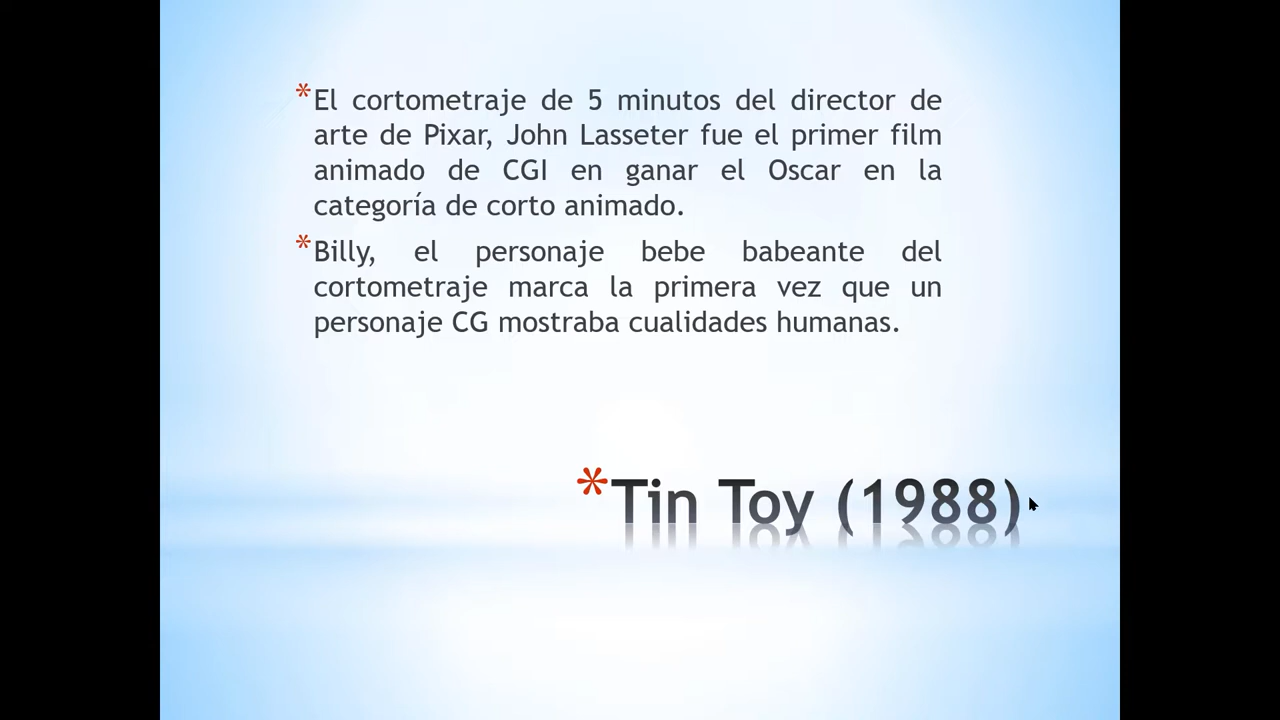 *El cortometraje de 5 minutos del director de
arte de Pixar, John Lasseter fue el primer film
animado de CGI en ganar el Oscar en la
categoría de corto animado.
*Billy, el personaje bebe babeante del
cortometraje marca la primera vez que un
personaje CG mostraba cualidades humanas.
*Tin Toy (1988)